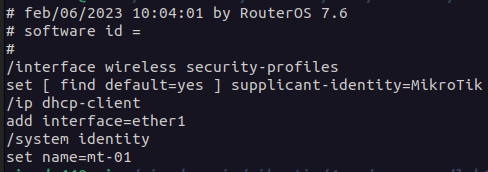 # feb/06/2023 10:04:01 by RouterOS 7.6
# software id =
#
/interface wireless security-profiles
set [ find default=yes ] supplicant-identity=MikroTik
/ip dhcp-client
add interface=ether1
/system identity
set name=mt-01